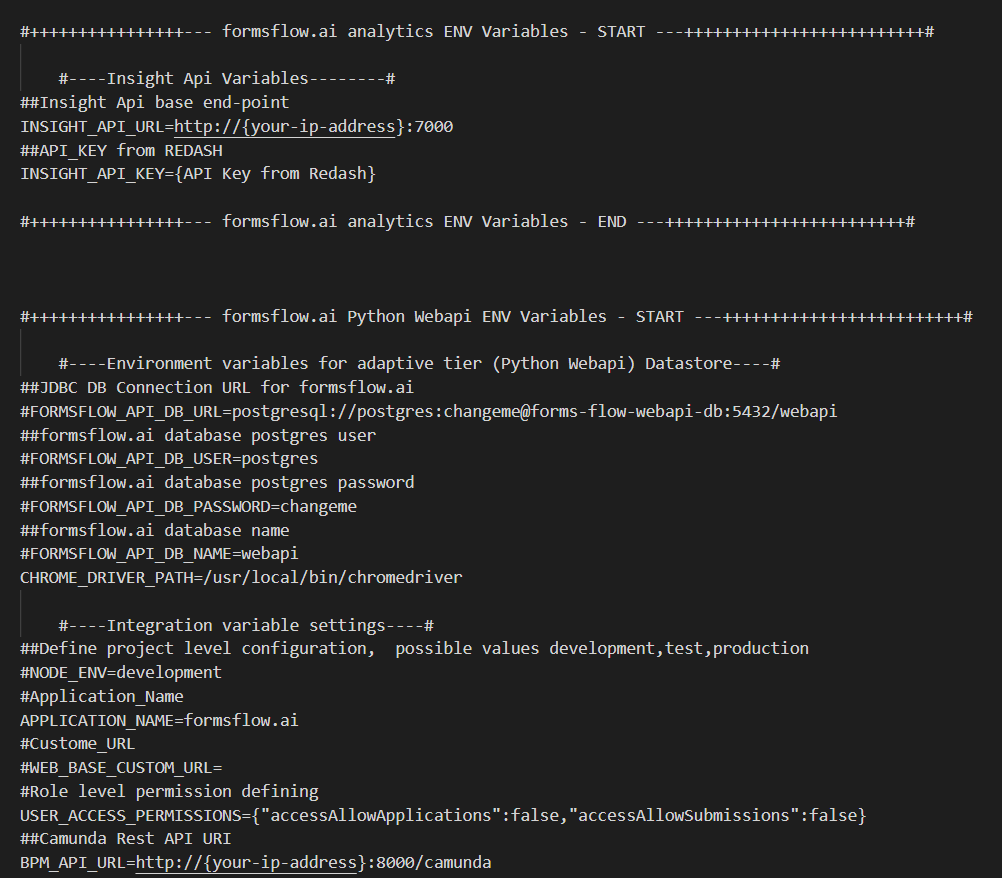 #++++++++++++++++--- formsflow.ai analytics ENV Variables - START ---+++++++++++++++++++++++++#
#----Insight Api Variables--------#
##Insight Api base end-point
INSIGHT_API_URL=http://{your-ip-address}:7000
##API_KEY from REDASH
INSIGHT_API_KEY={API Key from Redash}
#++++++++++++++++--- formsflow.ai analytics ENV Variables - END ---+++++++++++++++++++++++++#
#++++++++++++++++--- formsflow.ai Python Webapi ENV Variables - START ---+++++++++++++++++++++++++#
#----Environment variables for adaptive tier (Python Webapi) Datastore----#
##JDBC DB Connection URL for formsflow.ai
#FORMSFLOW_API_DB_URL=postgresql://postgres:changeme@forms-flow-webapi-db:5432/webapi
##formsflow.ai database postgres user
#FORMSFLOW_API_DB_USER=postgres
##formsflow.ai database postgres password
#FORMSFLOW_API_DB_PASSWORD=changeme
##formsflow.ai database name
#FORMSFLOW_API_DB_NAME=webapi
CHROME_DRIVER_PATH=/usr/local/bin/chromedriver
#----Integration variable settings----#
##Define project level configuration,  possible values development,test,production
#NODE_ENV=development
#Application_Name
APPLICATION_NAME=formsflow.ai
#Custome_URL
#WEB_BASE_CUSTOM_URL=
#Role level permission defining
USER_ACCESS_PERMISSIONS={"accessAllowApplications":false,"accessAllowSubmissions":false}
##Camunda Rest API URI
BPM_API_URL=http://{your-ip-address}:8000/camunda